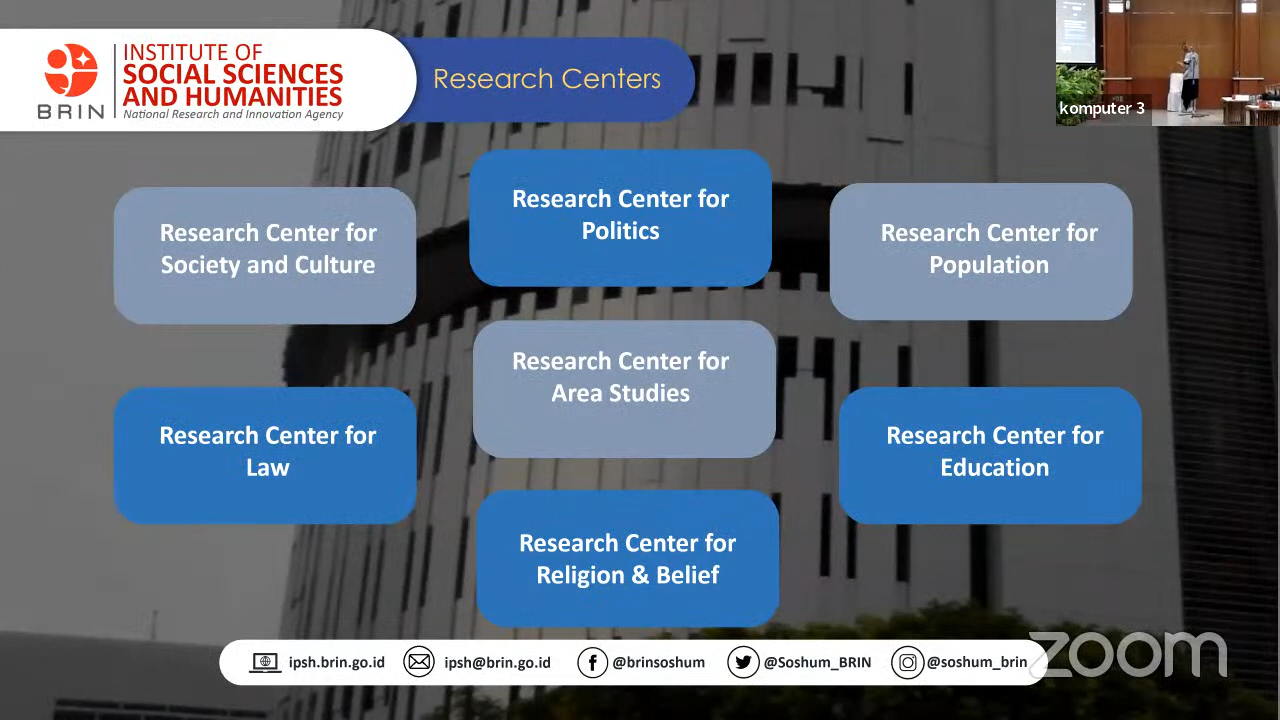 INSTITUTE OF
SOCIAL SCIENCES
AND HUMANITIES
BRIN
National Research and Innovation Agency
Research Centers
komputer 3
Research Center for
Society and Culture
Research Center for
Politics
Research Center for
Population
Research Center for
Area Studies
Research Center for
Law
Research Center for
Education
Research Center for
Religion & Belief
ipsh.brin.go.id
ipsh@brin.go.id
@brinsoshum
@Soshum_BRIN
@soshum_brin
zoom